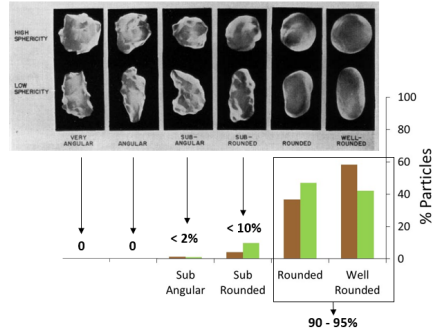 HIGH
SPHERICITY
LOW
SPHERICITY
VERY
ANGULAR
ANGULAR
SUB-
ANGULAR
SUB-
ROUNDED
ROUNDED
WELL-
ROUNDED
100
80
60
40
20
0
% Particles
0
0
< 2%
< 10%
Sub
Angular
Sub
Rounded
Rounded
Well
Rounded
90 - 95%